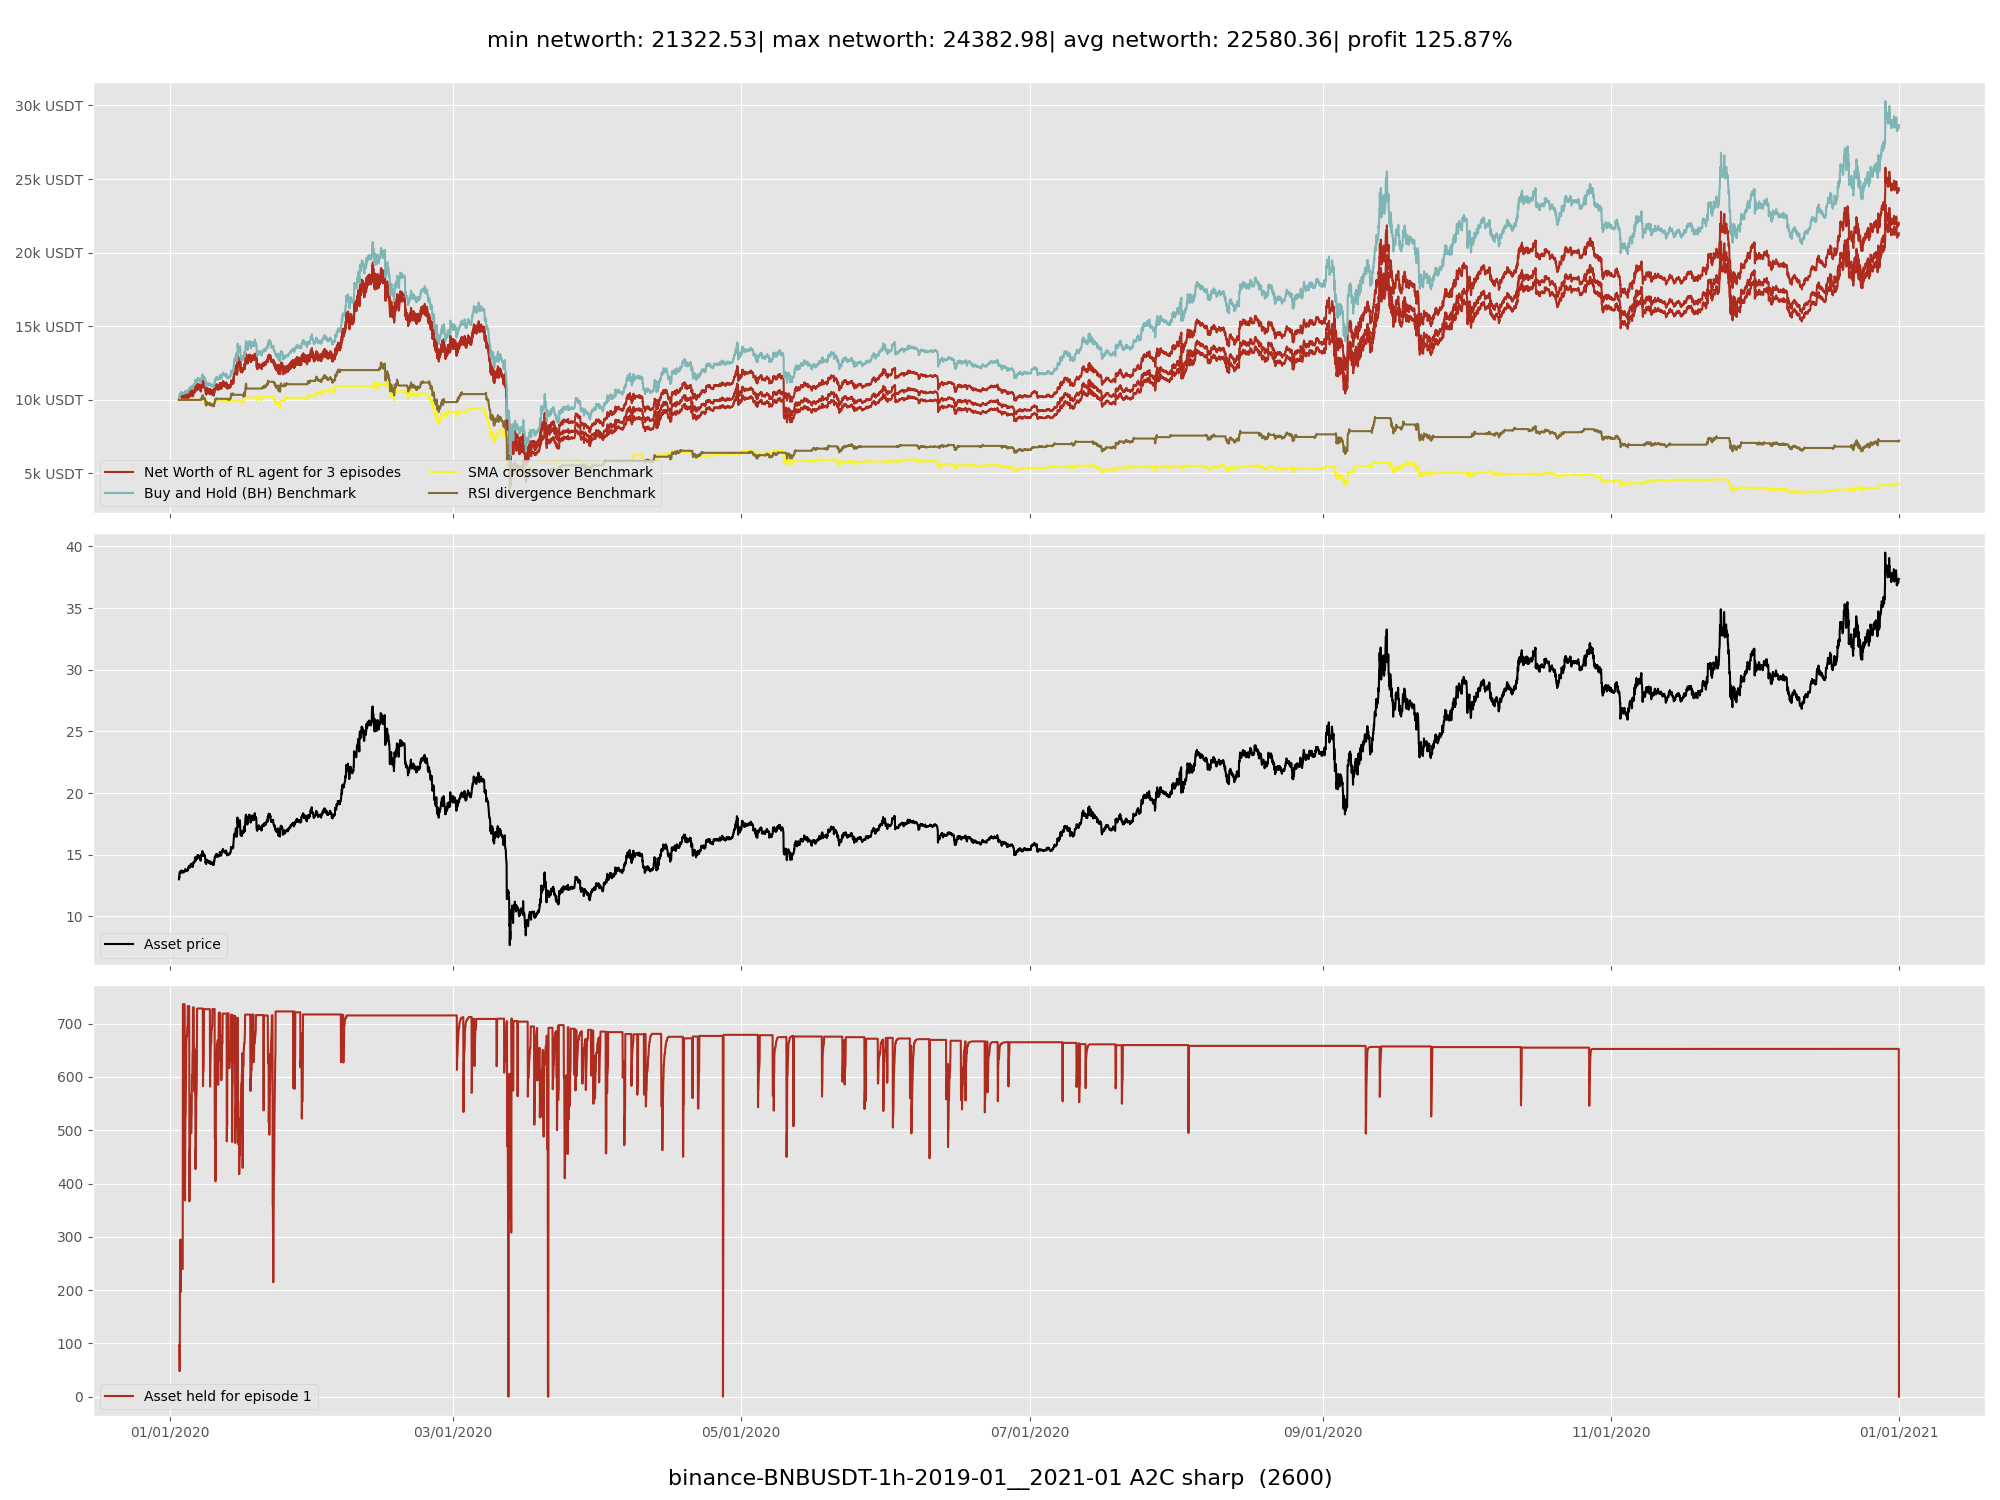 min networth: 21322.53| max networth: 24382.98| avg networth: 22580.36| profit 125.87%
30k USDT
25k USDT
20k USDT
15k USDT
10k USDT
5k USDT
Net Worth of RL agent for 3 episodes
Buy and Hold (BH) Benchmark
SMA crossover Benchmark
RSI divergence Benchmark
40
35
30
25
20
15
10
Asset price
700
600
500
400
300
200
100
0
Asset held for episode 1
01/01/2020 03/01/2020 05/01/2020 07/01/2020 09/01/2020 11/01/2020 01/01/2021
binance-BNBUSDT-1h-2019-01__2021-01 A2C sharp (2600)